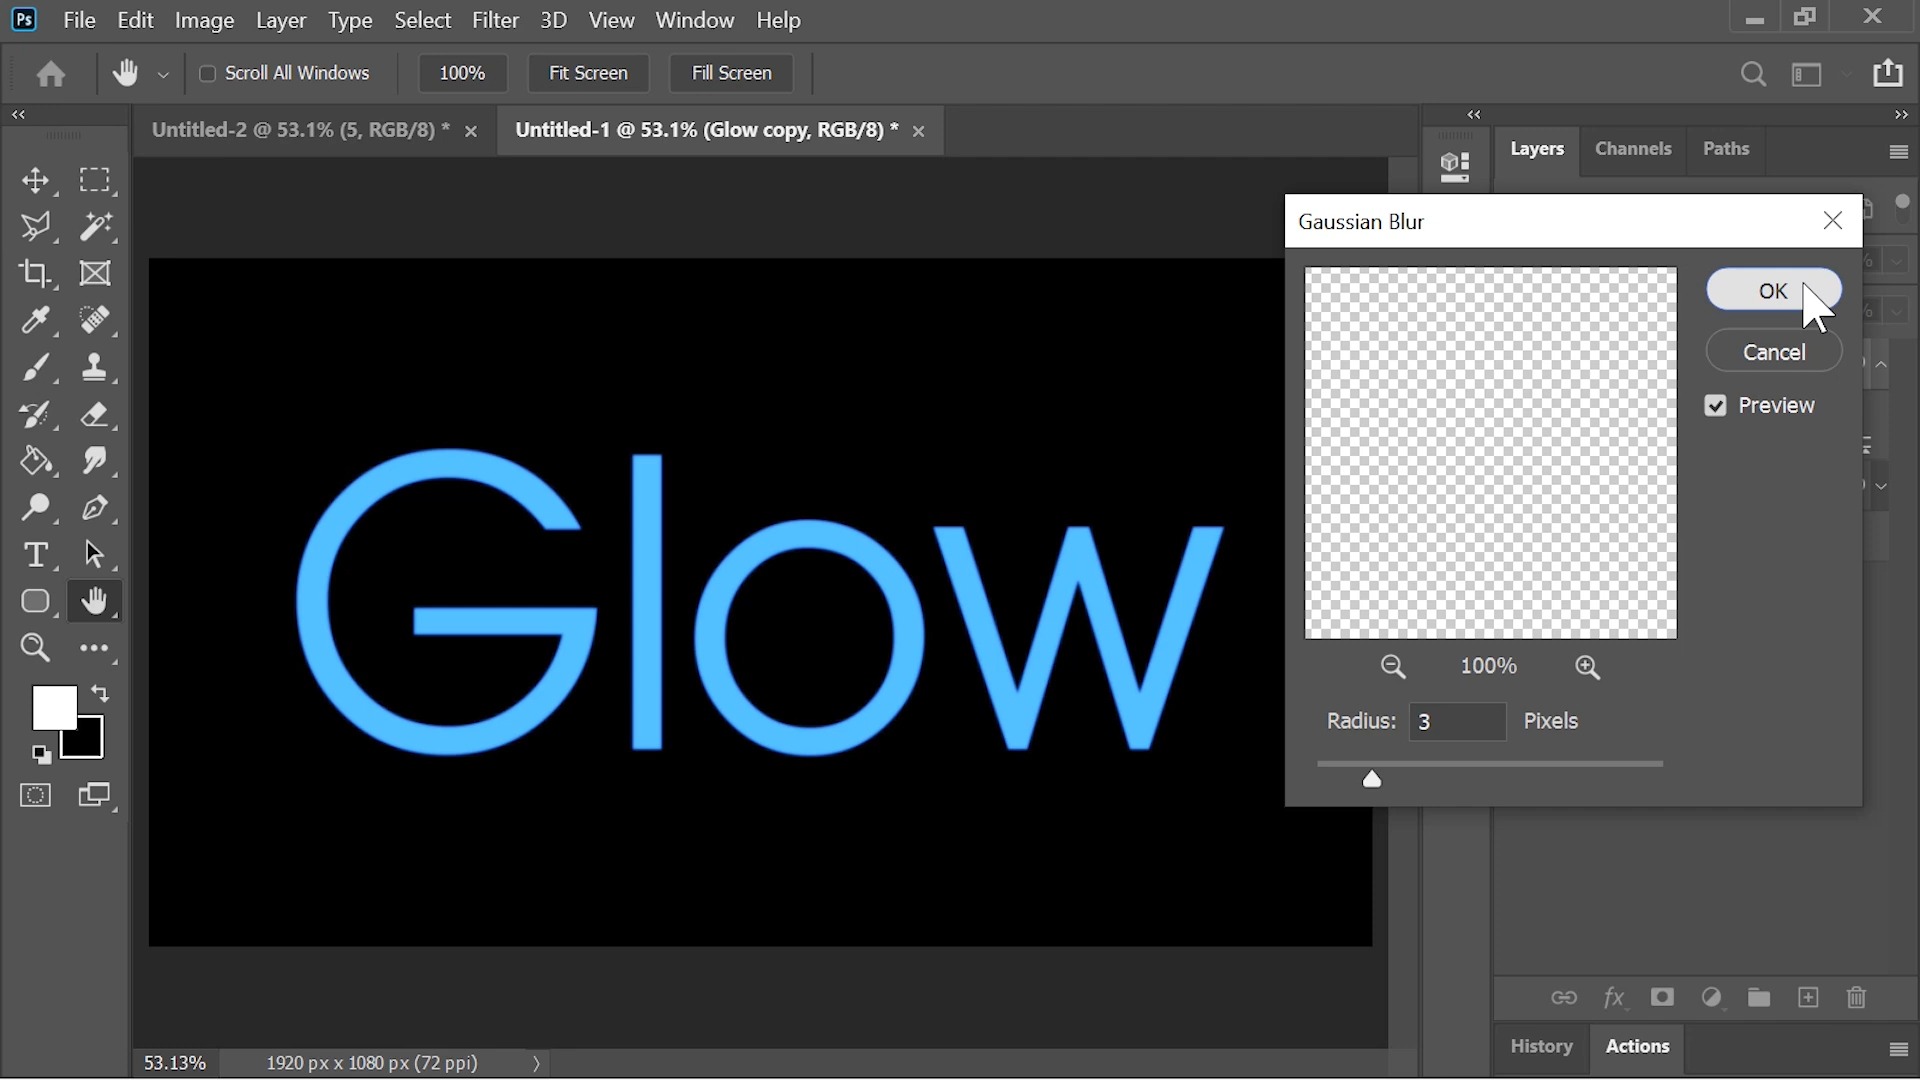 Ps File Edit Image Layer Type Select Filter 3D View Window Help
Scroll All Windows 100% Fit Screen Fill Screen
Untitled-2 @ 53.1% (5, RGB/8) * Untitled-1 @ 53.1% (Glow copy, RGB/8) *
Layers Channels Paths
Gaussian Blur
OK
Cancel
Preview
Glow
100%
Radius: 3 Pixels
T
fx
History Actions
53.13% 1920 px x 1080 px (72 ppi)